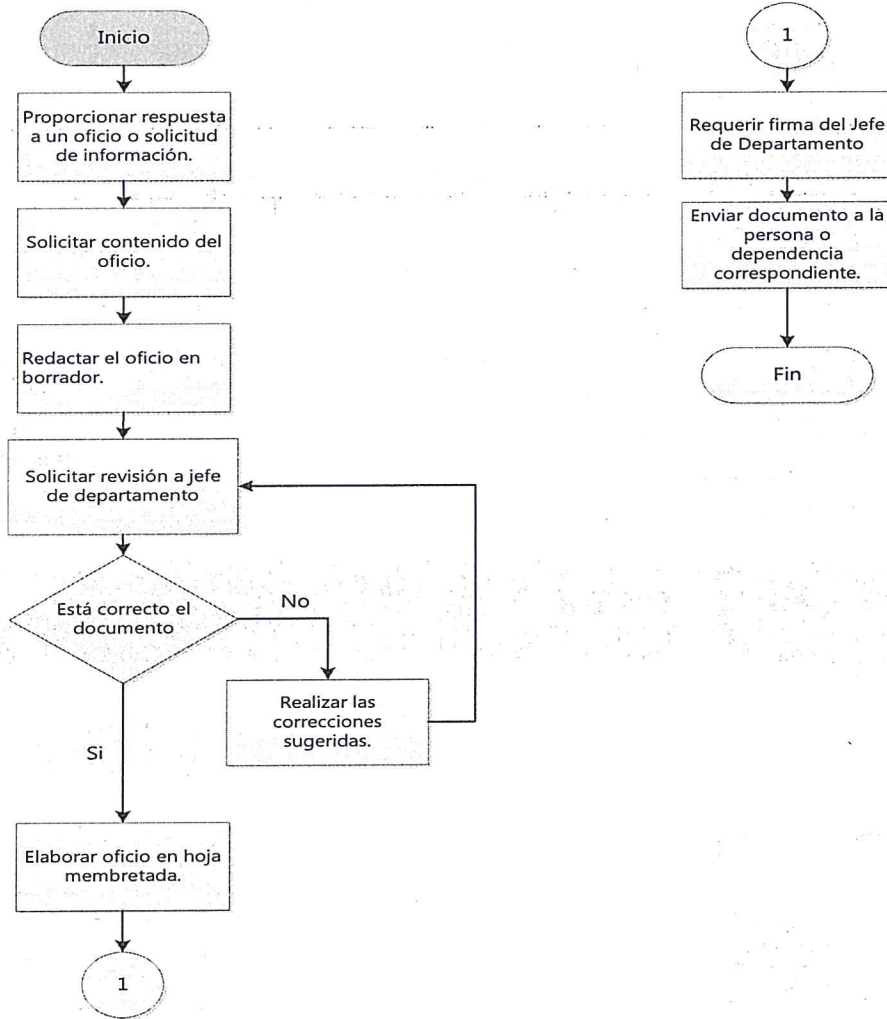 Inicio
Proporcionar respuesta
a un oficio o solicitud
de información.
Solicitar contenido del
oficio.
Redactar el oficio en
borrador.
Solicitar revisión a jefe
de departamento
Está correcto el
documento
No
Realizar las
correcciones
sugeridas.
Si
Elaborar oficio en hoja
membretada.
1
1
Requerir firma del Jefe
de Departamento
Enviar documento a la
persona o
dependencia
correspondiente.
Fin